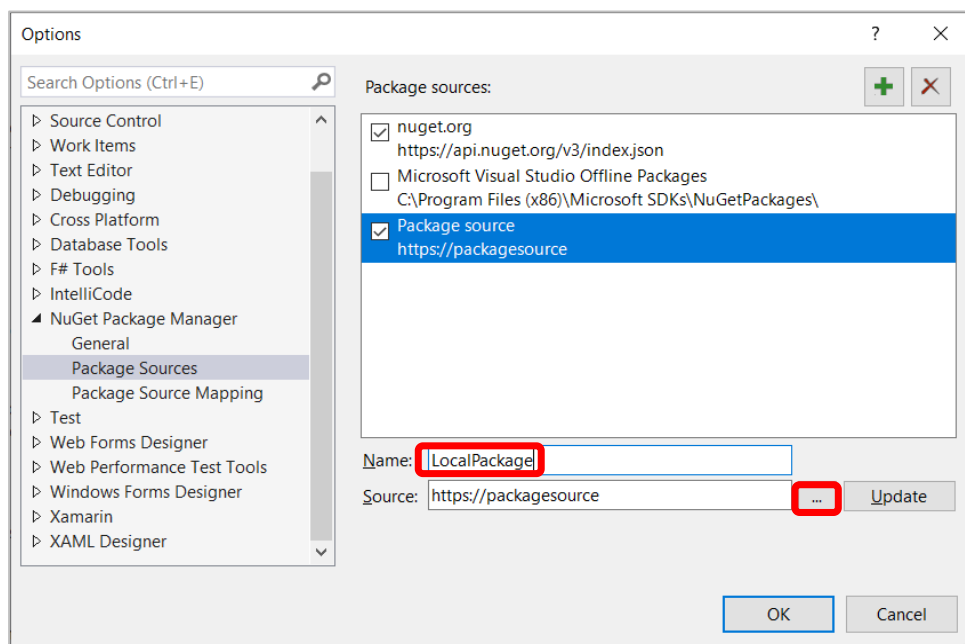 Options
?
Search Options (Ctrl+E)
Source Control
Work Items
Text Editor
Debugging
Cross Platform
Database Tools
F# Tools
IntelliCode
NuGet Package Manager
General
Package Sources
Package Source Mapping
Test
Web Forms Designer
Web Performance Test Tools
Windows Forms Designer
Xamarin
XAML Designer
Package sources:
nuget.org
https://api.nuget.org/v3/index.json
Microsoft Visual Studio Offline Packages
C:\Program Files (x86)\Microsoft SDKs\NuGetPackages\
Package source
https://packagesource
Name: LocalPackage
Source: https://packagesource ... Update
OK Cancel